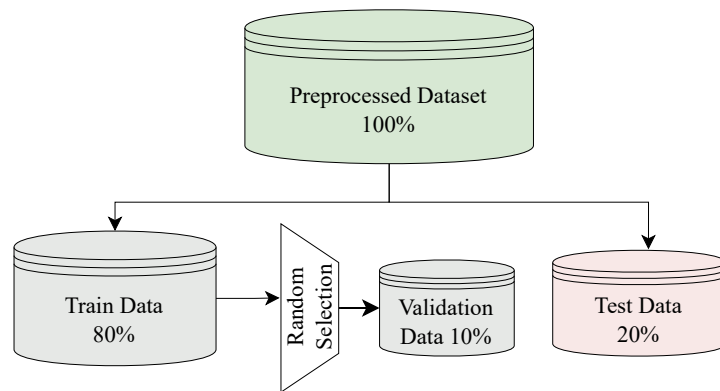 Preprocessed Dataset
100%
Train Data
80%
Random
Selection
Validation
Data 10%
Test Data
20%